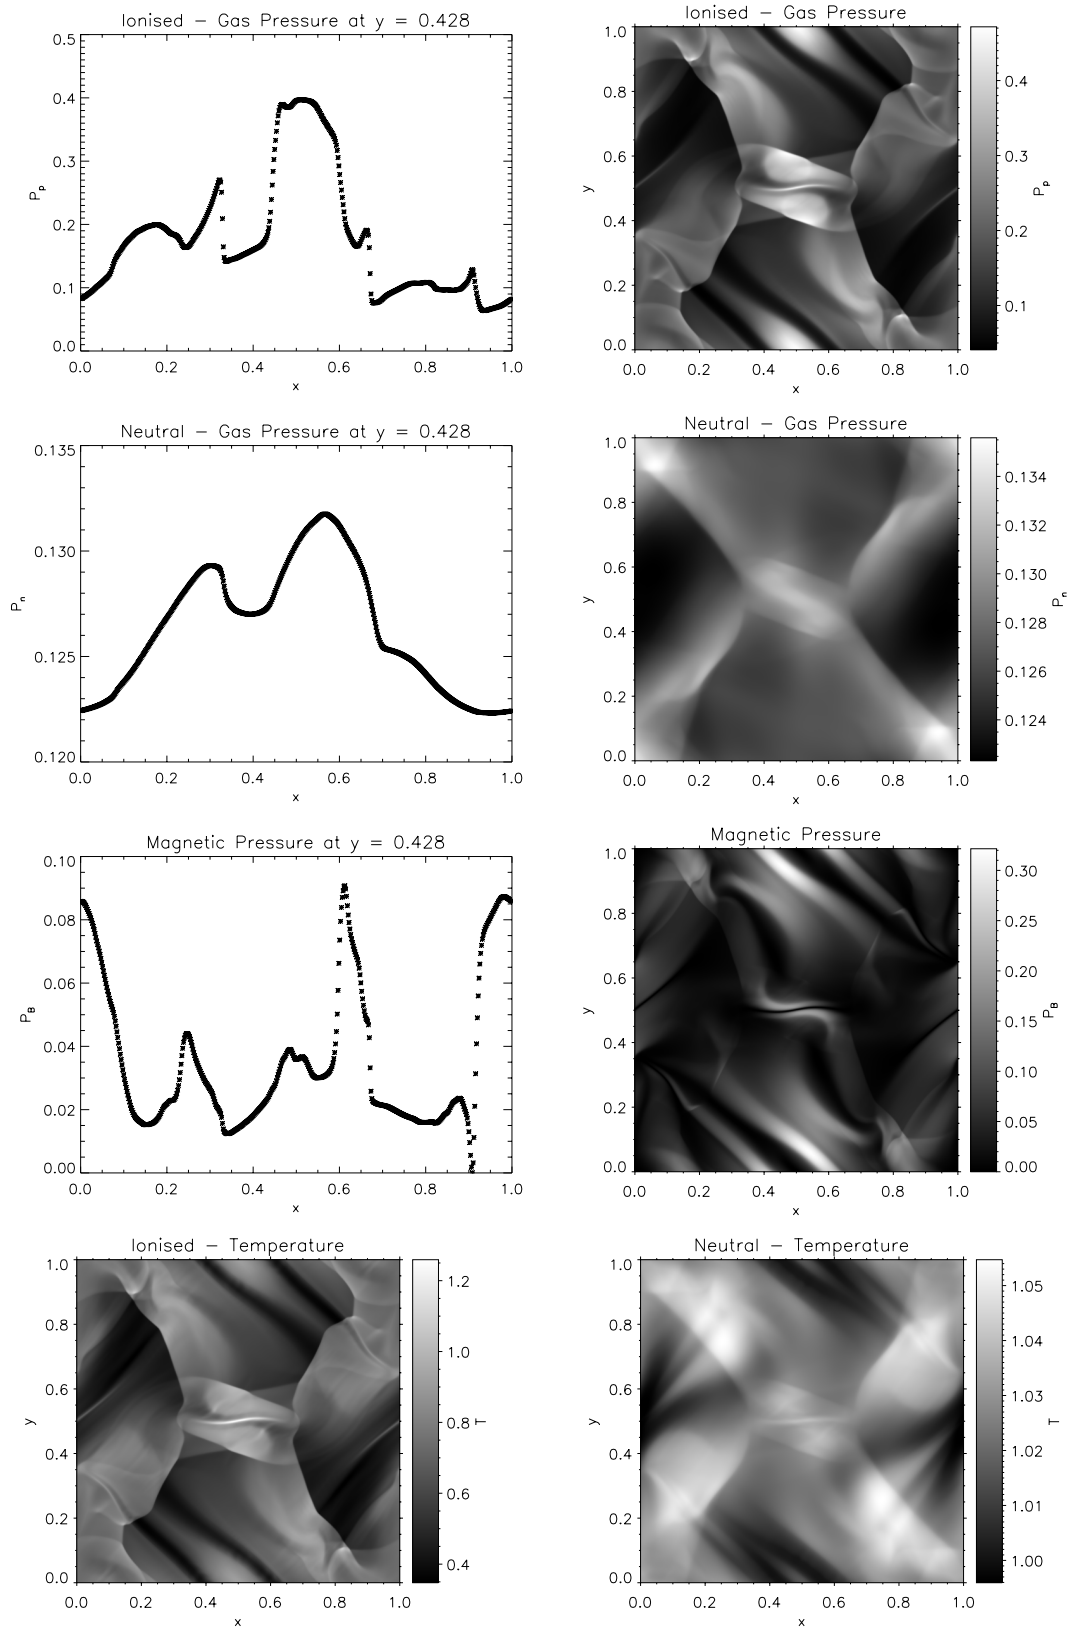 Ionised – Gas Pressure at y = 0.428
0.5
0.4
0.3
0.2
0.1
0.0
P_p
0.0 0.2 0.4 0.6 0.8 1.0
x
Ionised – Gas Pressure
1.0
0.8
0.6
0.4
0.2
0.0
y
0.0 0.2 0.4 0.6 0.8 1.0
x
0.4
0.3
0.2
0.1
P_p
Neutral – Gas Pressure at y = 0.428
0.135
0.130
0.125
0.120
P_n
0.0 0.2 0.4 0.6 0.8 1.0
x
Neutral – Gas Pressure
1.0
0.8
0.6
0.4
0.2
0.0
y
0.0 0.2 0.4 0.6 0.8 1.0
x
0.134
0.132
0.130
0.128
0.126
0.124
P_n
Magnetic Pressure at y = 0.428
0.10
0.08
0.06
0.04
0.02
0.00
P_B
0.0 0.2 0.4 0.6 0.8 1.0
x
Magnetic Pressure
1.0
0.8
0.6
0.4
0.2
0.0
y
0.0 0.2 0.4 0.6 0.8 1.0
x
0.30
0.25
0.20
0.15
0.10
0.05
0.00
P_B
Ionised – Temperature
1.0
0.8
0.6
0.4
0.2
0.0
y
0.0 0.2 0.4 0.6 0.8 1.0
x
1.2
1.0
0.8
0.6
0.4
T
Neutral – Temperature
1.0
0.8
0.6
0.4
0.2
0.0
y
0.0 0.2 0.4 0.6 0.8 1.0
x
1.05
1.04
1.03
1.02
1.01
1.00
T